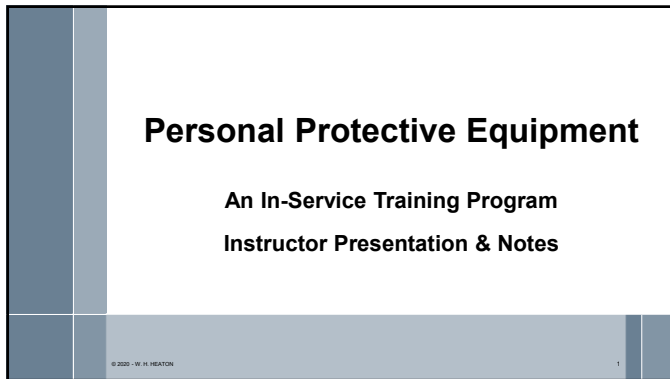 Personal Protective Equipment
An In-Service Training Program
Instructor Presentation & Notes
© 2020 - W. H. HEATON
1